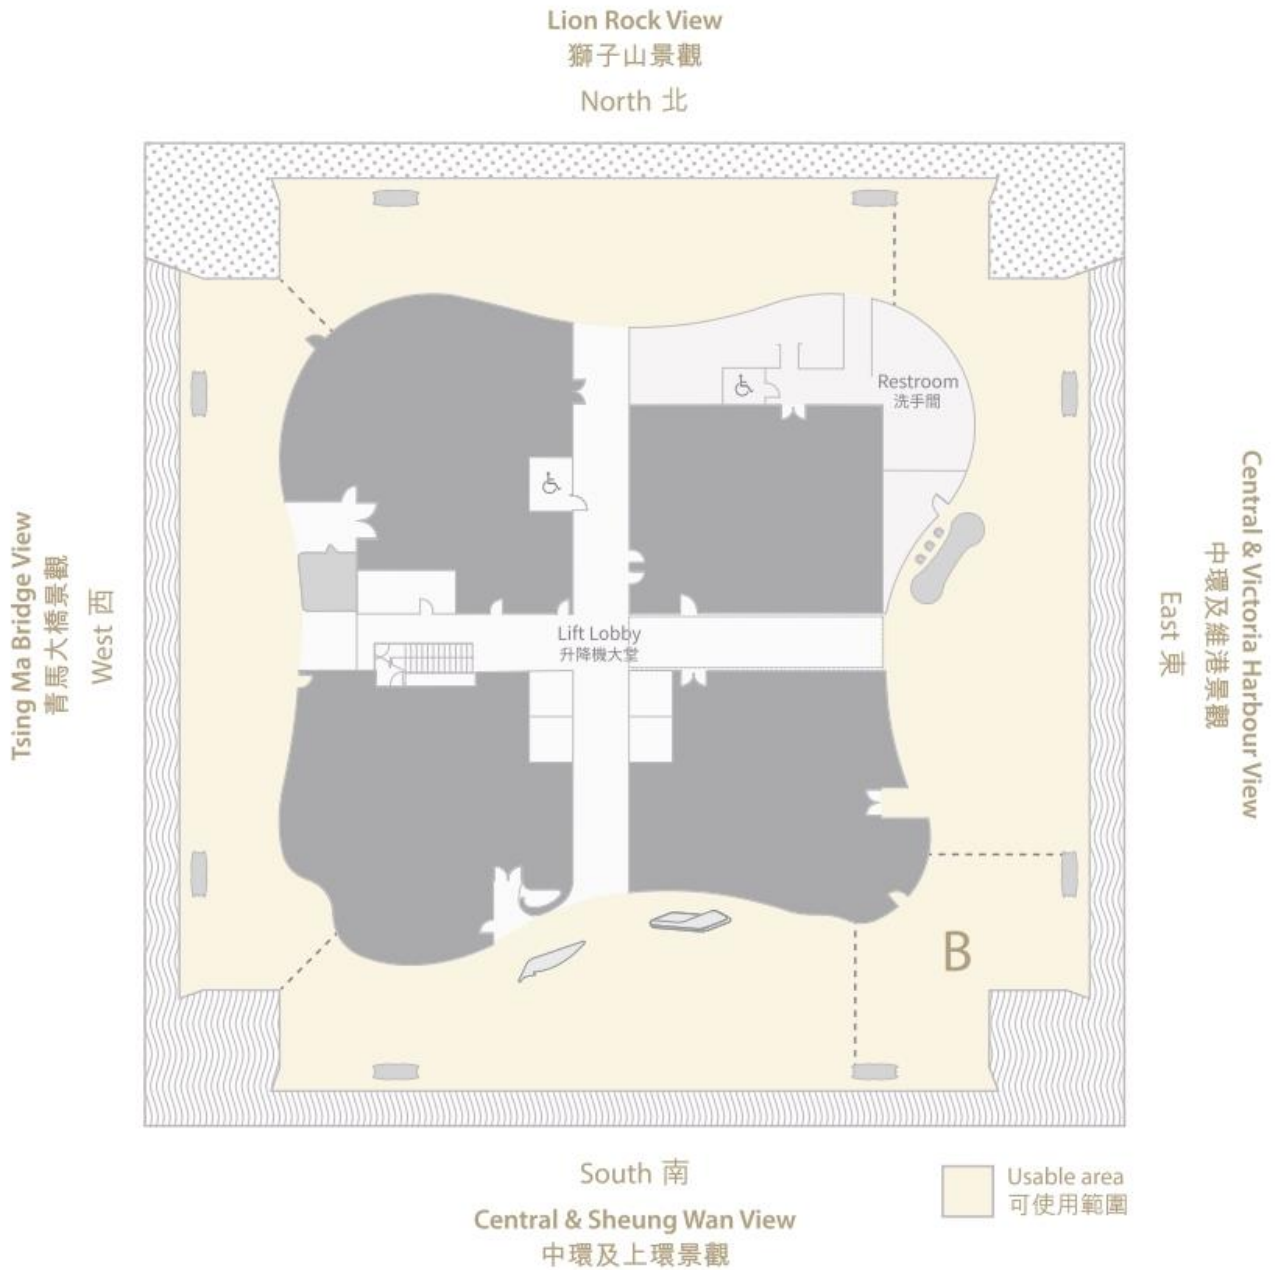 Lion Rock View
獅子山景觀
North 北
Restroom
洗手間
Tsing Ma Bridge View
青馬大橋景觀
West 西
Lift Lobby
升降機大堂
East 東
中環及維港景觀
Central & Victoria Harbour View
B
South 南
Central & Sheung Wan View
中環及上環景觀
Usable area
可使用範圍